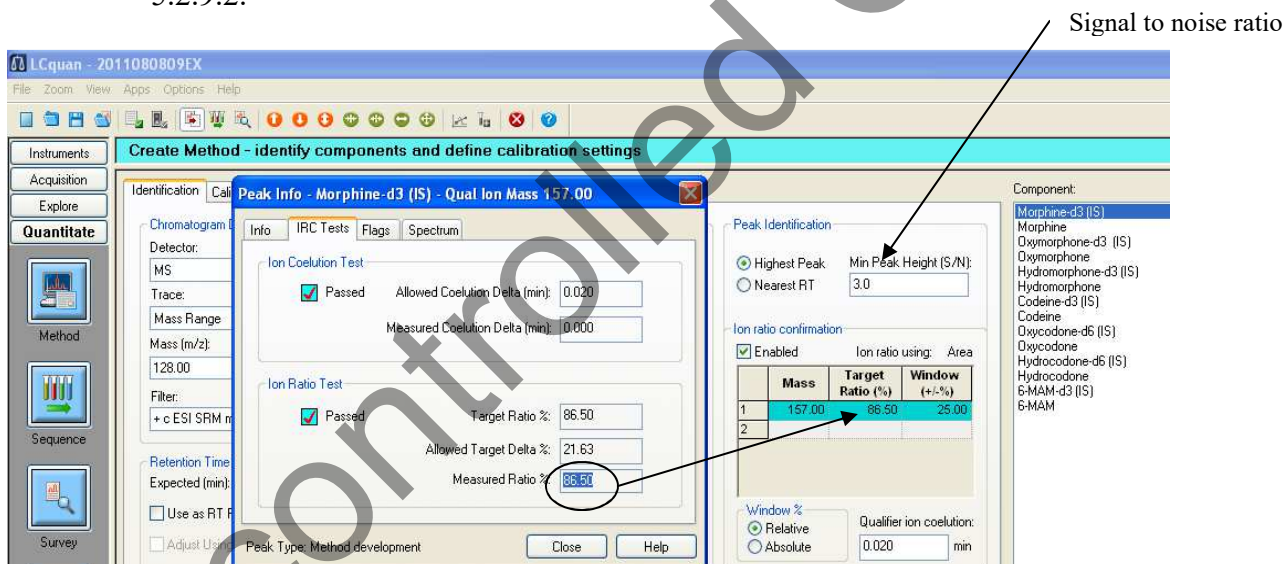 5.2.9.2.
Signal to noise ratio
LCquan - 2011080809EX
File Zoom View Apps Options Help
Instruments
Acquisition
Explore
Quantitate
Method
Sequence
Survey
Create Method - identify components and define calibration settings
Identification Cali
Chromatogram D
Detector:
MS
Trace:
Mass Range
Mass (m/z):
128.00
Filter:
+ c ESI SRM m
Retention Time
Expected (min):
Use as RT R
Adjust Using
Peak Info - Morphine-d3 (IS) - Qual Ion Mass 157.00
Info IRC Tests Flags Spectrum
Ion Coelution Test
Passed Allowed Coelution Delta (min): 0.020
Measured Coelution Delta (min): 0.000
Ion Ratio Test
Passed Target Ratio %: 86.50
Allowed Target Delta %: 21.63
Measured Ratio %: 86.50
Peak Type: Method development Close Help
Peak Identification
Highest Peak Min Peak Height (S/N):
Nearest RT 3.0
Ion ratio confirmation
Enabled Ion ratio using: Area
Mass Target Ratio (%) Window (+/-%)
1 157.00 86.50 25.00
2
Window %
Relative Qualifier ion coelution:
Absolute 0.020 min
Component:
Morphine-d3 (IS)
Morphine
Oxymorphone-d3 (IS)
Oxymorphone
Hydromorphone-d3 (IS)
Hydromorphone
Codeine-d3 (IS)
Codeine
Oxycodone-d6 (IS)
Oxycodone
Hydrocodone-d6 (IS)
Hydrocodone
6-MAM-d3 (IS)
6-MAM
controlled